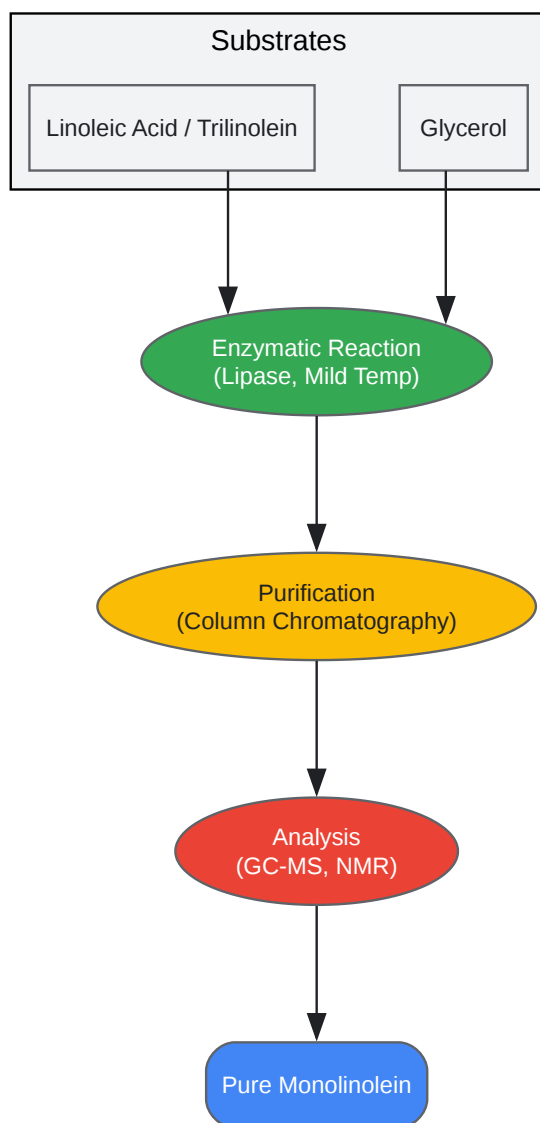 Substrates
Linoleic Acid / Trilinolein
Glycerol
Enzymatic Reaction
(Lipase, Mild Temp)
Purification
(Column Chromatography)
Analysis
(GC-MS, NMR)
Pure Monolinolein